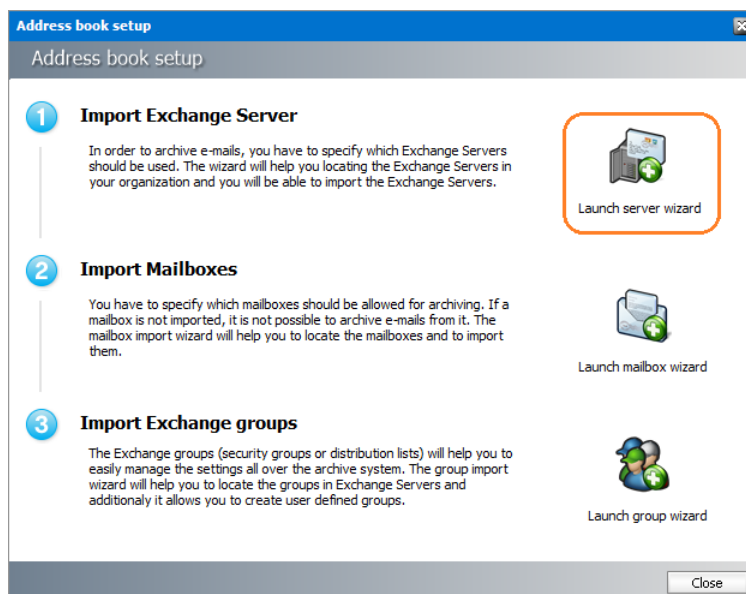 Address book setup
Address book setup
1
Import Exchange Server
In order to archive e-mails, you have to specify which Exchange Servers
should be used. The wizard will help you locating the Exchange Servers in
your organization and you will be able to import the Exchange Servers.
Launch server wizard
2
Import Mailboxes
You have to specify which mailboxes should be allowed for archiving. If a
mailbox is not imported, it is not possible to archive e-mails from it. The
mailbox import wizard will help you to locate the mailboxes and to import
them.
Launch mailbox wizard
3
Import Exchange groups
The Exchange groups (security groups or distribution lists) will help you to
easily manage the settings all over the archive system. The group import
wizard will help you to locate the groups in Exchange Servers and
additionaly it allows you to create user defined groups.
Launch group wizard
Close